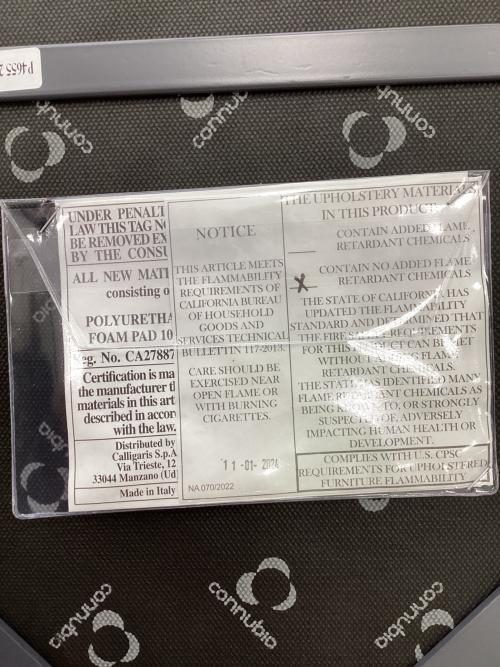 P4655 2
connubia
connubia
connubia
UNDER PENALT
LAW THIS TAG NO
BE REMOVED EX
BY THE CONSU
ALL NEW MATE
consisting o
POLYURETHA
FOAM PAD 10
eg. No. CA27887
Certification is ma
the manufacturer th
materials in this art
described in accor
with the law.
Distributed by
Calligaris S.p.A
Via Trieste, 12
33044 Manzano (Ud
Made in Italy
NOTICE
THIS ARTICLE MEETS
THE FLAMMABILITY
REQUIREMENTS OF
CALIFORNIA BUREAU
OF HOUSEHOLD
GOODS AND
SERVICES TECHNICAL
BULLETIN 117-2013.
CARE SHOULD BE
EXERCISED NEAR
OPEN FLAME OR
WITH BURNING
CIGARETTES.
11-01-2024
NA 070/2022
THE UPHOLSTERY MATERIALS
IN THIS PRODUCT
CONTAIN ADDED FLAME
RETARDANT CHEMICALS
X CONTAIN NO ADDED FLAME
RETARDANT CHEMICALS
THE STATE OF CALIFORNIA HAS
UPDATED THE FLAMMABILITY
STANDARD AND DETERMINED THAT
THE FIRE SAFETY REQUIREMENTS
FOR THIS PRODUCT CAN BE MET
WITHOUT ADDING FLAME
RETARDANT CHEMICALS.
THE STATE HAS IDENTIFIED MANY
FLAME RETARDANT CHEMICALS AS
BEING KNOWN TO, OR STRONGLY
SUSPECTED OF, ADVERSELY
IMPACTING HUMAN HEALTH OR
DEVELOPMENT.
COMPLIES WITH U.S. CPSC
REQUIREMENTS FOR UPHOLSTERED
FURNITURE FLAMMABILITY
connubia
connubia
connubia